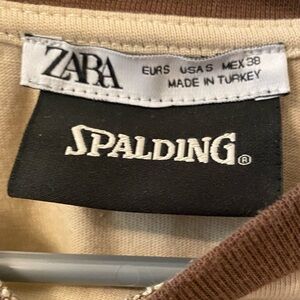 ZARA EUR S USA S MEX 38
MADE IN TURKEY
SPALDING®